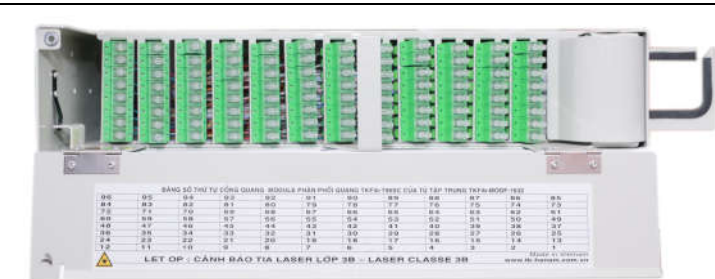 BẢNG SỐ THỨ TỰ CỔNG QUANG MODULE PHÂN PHỐI QUANG CỦA TỦ TẬP TRUNG
96 95 94 93 92 91 90 89 88 87 86 85
84 83 82 81 80 79 78 77 76 75 74 73
72 71 70 69 68 67 66 65 64 63 62 61
60 59 58 57 56 55 54 53 52 51 50 49
48 47 46 45 44 43 42 41 40 39 38 37
36 35 34 33 32 31 30 29 28 27 26 25
24 23 22 21 20 19 18 17 16 15 14 13
12 11 10 9 8 7 6 5 4 3 2 1
LET OP : CẢNH BÁO TIA LASER LỚP 3B - LASER CLASSE 3B
Made in Vietnam